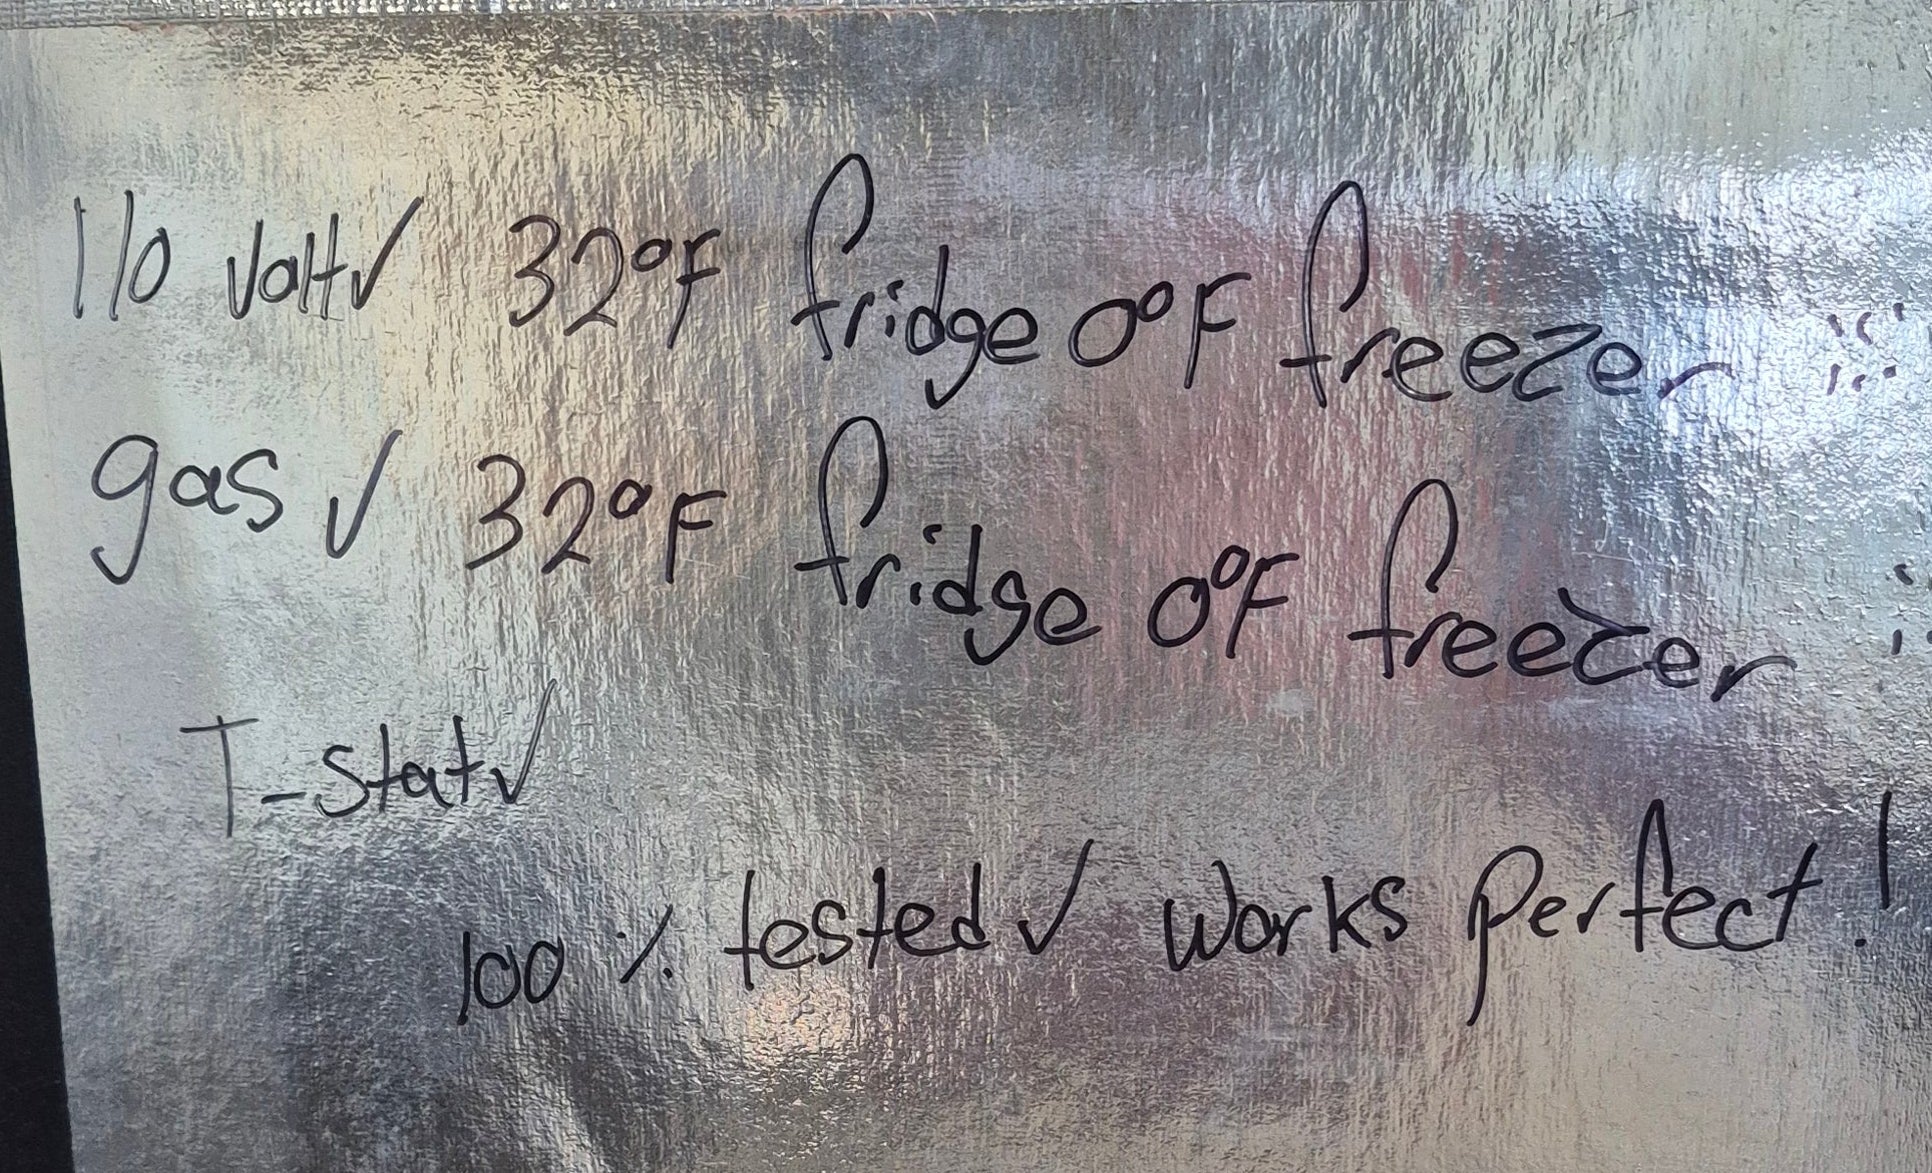 110 volt✓ 32°F fridge 0°F freezer
gas ✓ 32°F fridge 0°F freezer
T-stat✓
100 % tested ✓ works perfect!